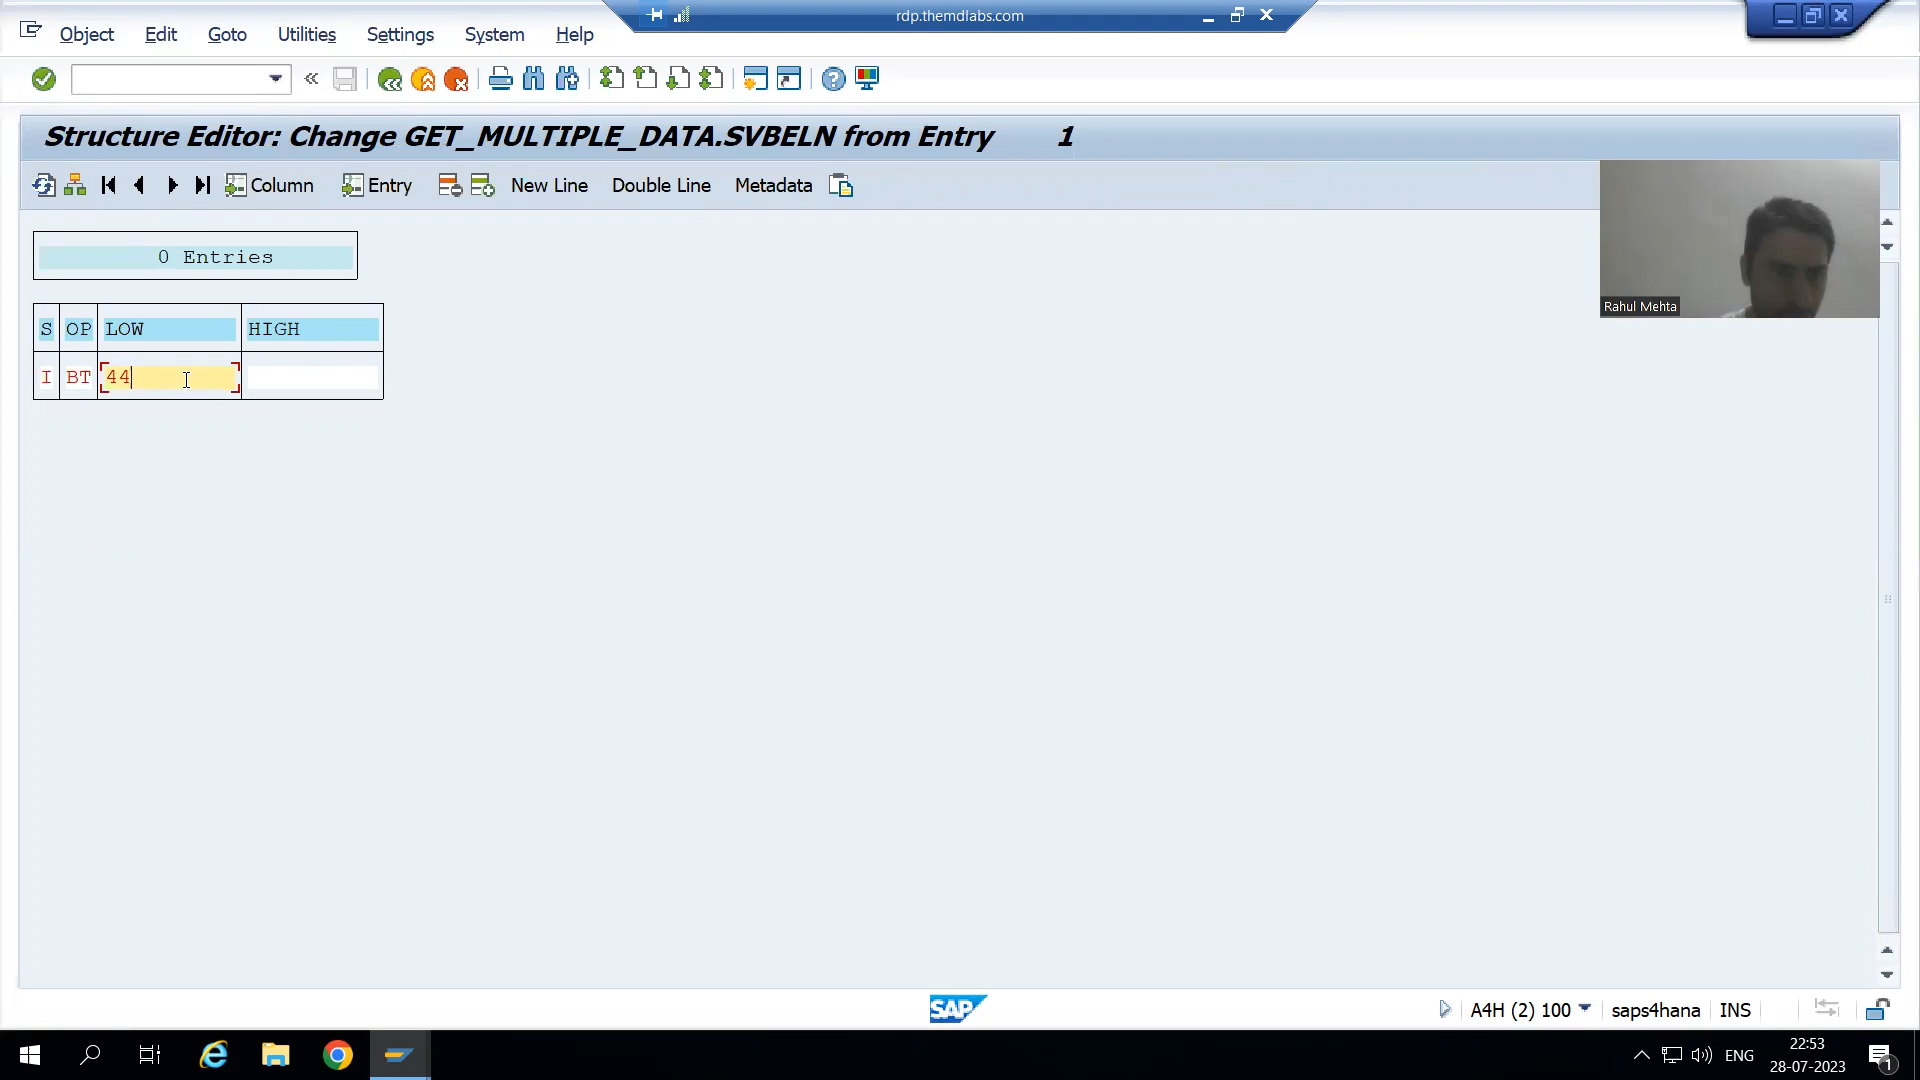 rdp.themdlabs.com
Object Edit Goto Utilities Settings System Help
Structure Editor: Change GET_MULTIPLE_DATA.SVBELN from Entry 1
Column Entry New Line Double Line Metadata
Rahul Mehta
0 Entries
S OP LOW HIGH
I BT 44
SAP
A4H (2) 100 saps4hana INS
ENG
22:53
28-07-2023
1